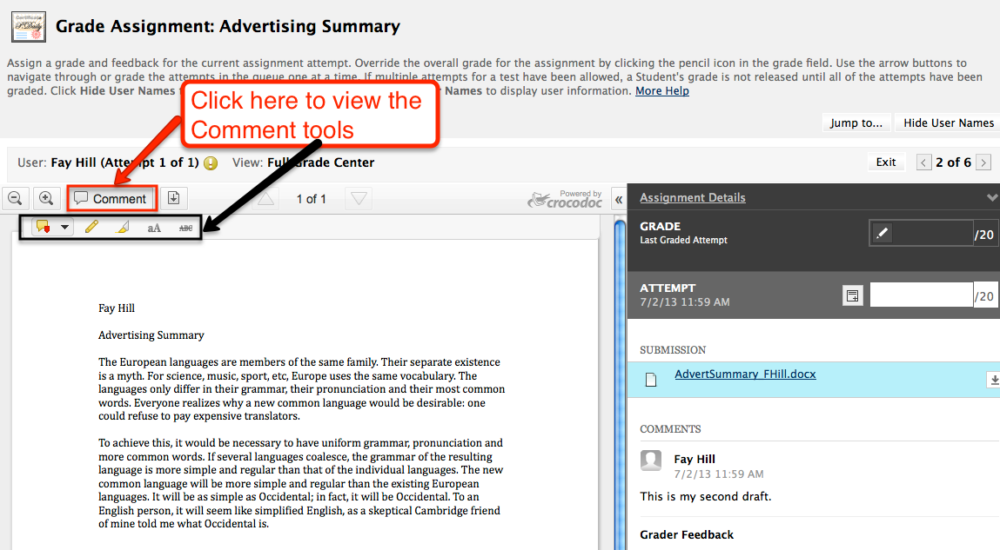 Grade Assignment: Advertising Summary
Assign a grade and feedback for the current assignment attempt. Override the overall grade for the assignment by clicking the pencil icon in the grade field. Use the arrow buttons to
navigate through or grade the attempts in the queue one at a time. If multiple attempts for a test have been allowed, a Student's grade is not released until all of the attempts have been
graded. Click Hide User Names Names to display user information. More Help
Click here to view the
Comment tools
Jump to... Hide User Names
User: Fay Hill (Attempt 1 of 1) View: Full Grade Center Exit < 2 of 6 >
Comment 1 of 1 Powered by
crocodoc
« Assignment Details
aA ABC
GRADE
Last Graded Attempt /20
ATTEMPT
7/2/13 11:59 AM /20
SUBMISSION
AdvertSummary_FHill.docx
COMMENTS
Fay Hill
7/2/13 11:59 AM
This is my second draft.
Grader Feedback
Fay Hill
Advertising Summary
The European languages are members of the same family. Their separate existence
is a myth. For science, music, sport, etc, Europe uses the same vocabulary. The
languages only differ in their grammar, their pronunciation and their most common
words. Everyone realizes why a new common language would be desirable: one
could refuse to pay expensive translators.
To achieve this, it would be necessary to have uniform grammar, pronunciation and
more common words. If several languages coalesce, the grammar of the resulting
language is more simple and regular than that of the individual languages. The new
common language will be more simple and regular than the existing European
languages. It will be as simple as Occidental; in fact, it will be Occidental. To an
English person, it will seem like simplified English, as a skeptical Cambridge friend
of mine told me what Occidental is.